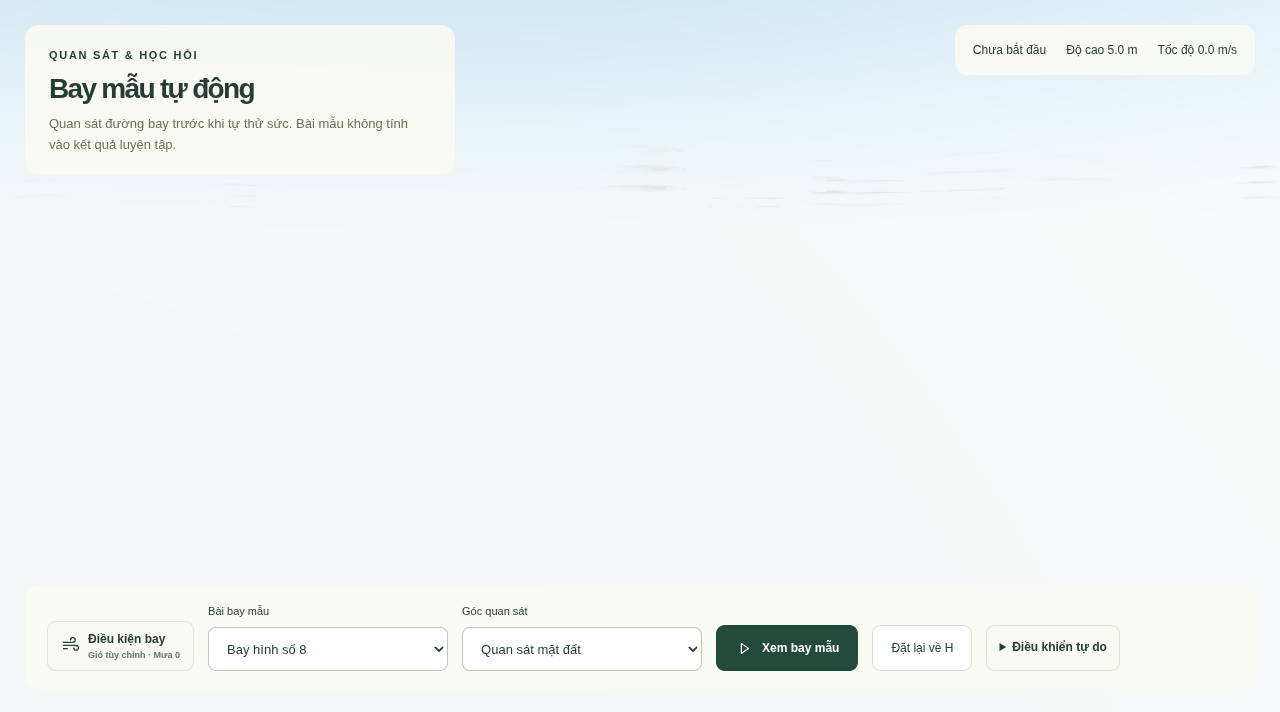 QUAN SÁT & HỌC HỎI
Bay mẫu tự động
Quan sát đường bay trước khi tự thử sức. Bài mẫu không tính
vào kết quả luyện tập.
Chưa bắt đầu Độ cao 5.0 m Tốc độ 0.0 m/s
Điều kiện bay
Gió tùy chỉnh · Mưa 0
Bài bay mẫu
Bay hình số 8
Góc quan sát
Quan sát mặt đất
Xem bay mẫu
Đặt lại về H
Điều khiển tự do